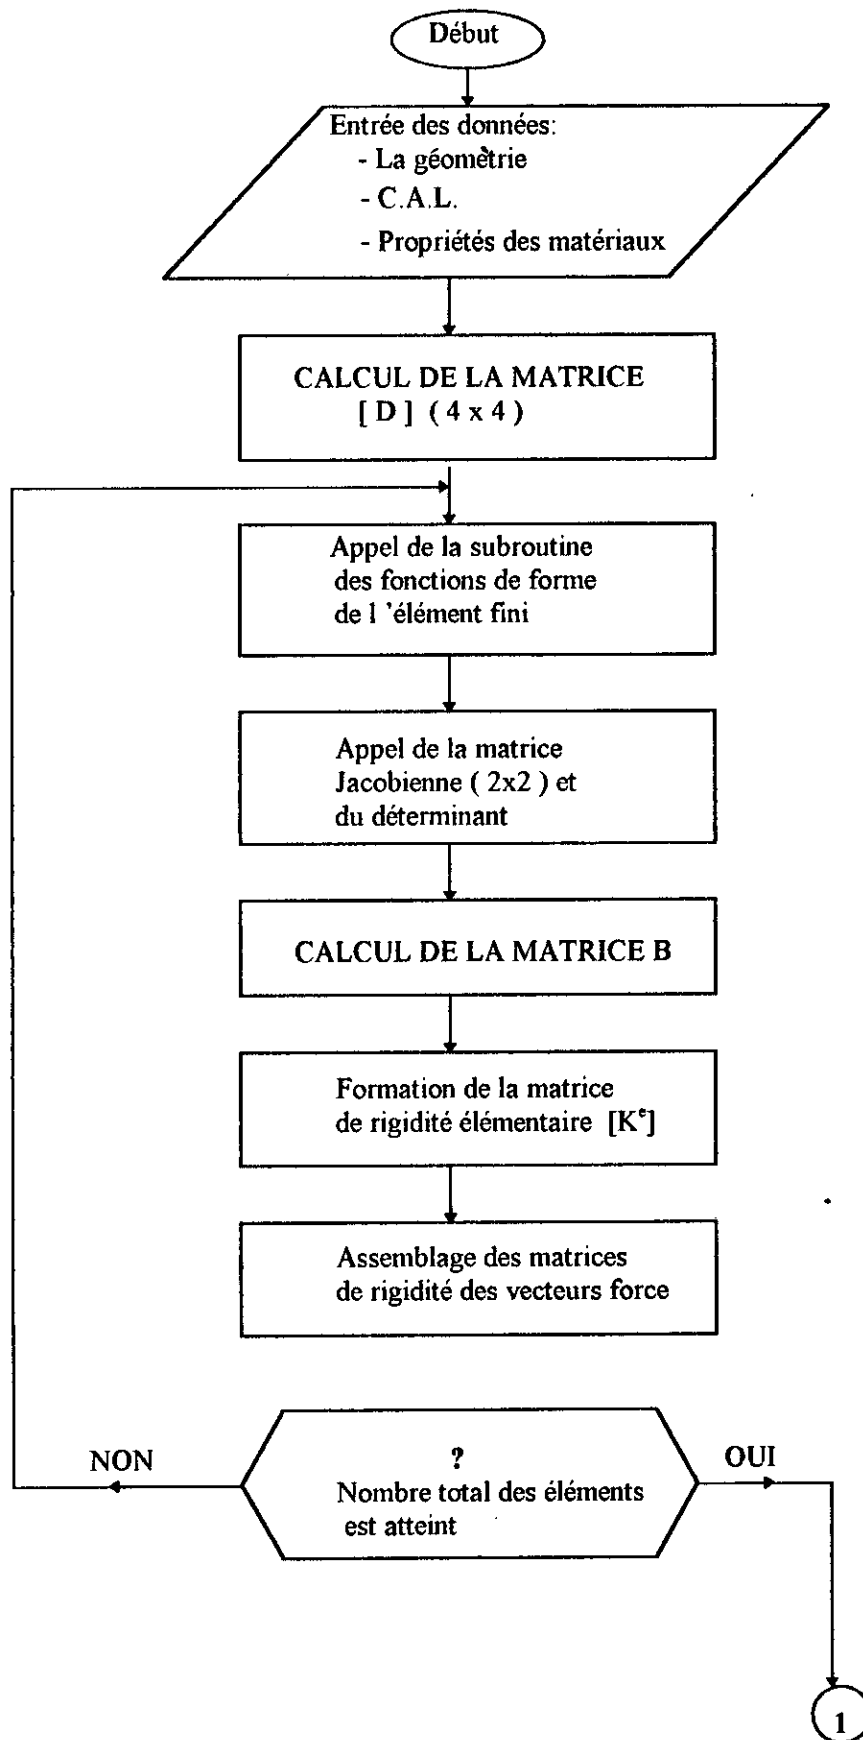 Début
Entrée des données:
- La géomètrie
- C.A.L.
- Propriétés des matériaux
CALCUL DE LA MATRICE
[ D ] ( 4 x 4 )
Appel de la subroutine
des fonctions de forme
de l 'élément fini
Appel de la matrice
Jacobienne ( 2x2 ) et
du déterminant
CALCUL DE LA MATRICE B
Formation de la matrice
de rigidité élémentaire [Kᵉ]
Assemblage des matrices
de rigidité des vecteurs force
NON
?
OUI
Nombre total des éléments
est atteint
1